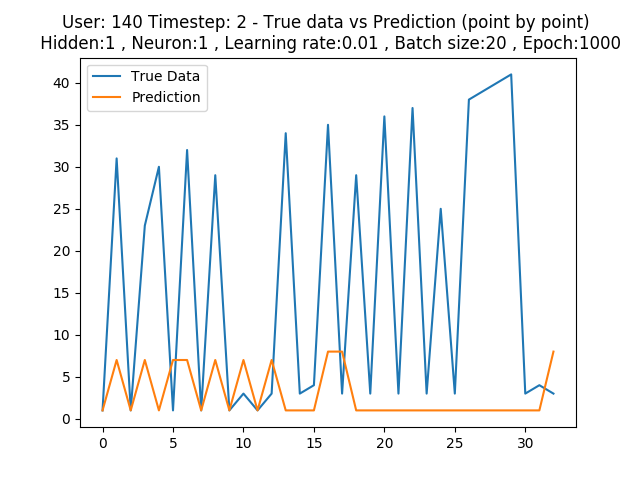 User: 140 Timestep: 2 - True data vs Prediction (point by point)
Hidden:1 , Neuron:1 , Learning rate:0.01 , Batch size:20 , Epoch:1000
True Data
Prediction
40
35
30
25
20
15
10
5
0
0 5 10 15 20 25 30